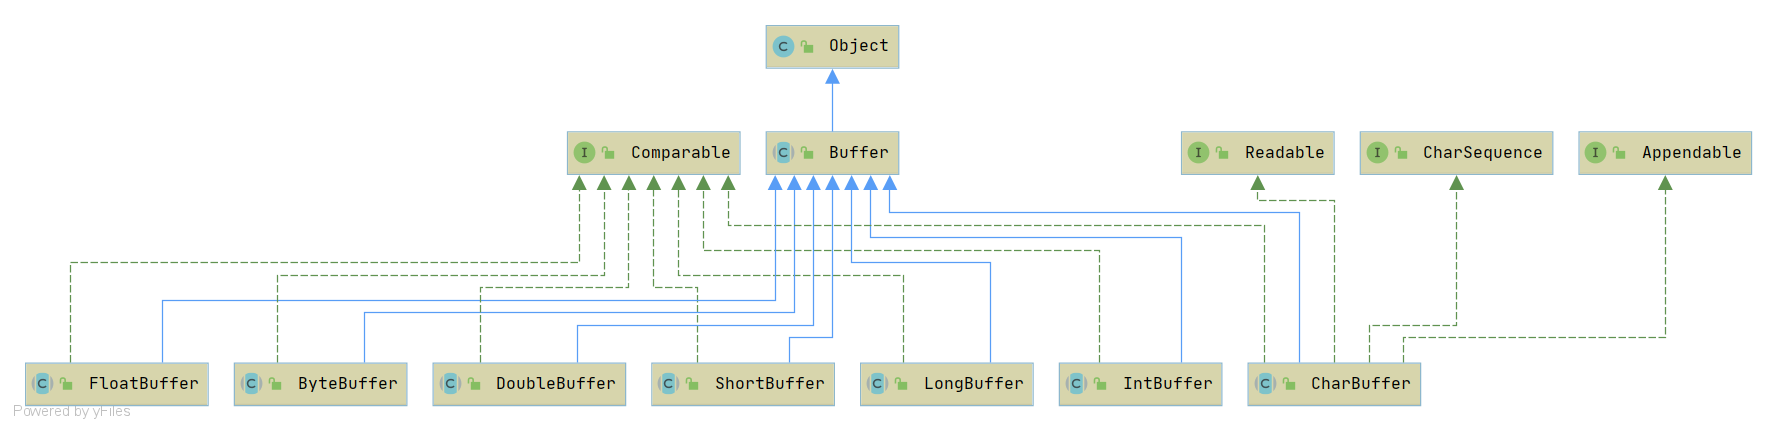 C Object
I Comparable
C Buffer
I Readable
I CharSequence
I Appendable
C FloatBuffer
C ByteBuffer
C DoubleBuffer
C ShortBuffer
C LongBuffer
C IntBuffer
C CharBuffer
Powered by yFiles